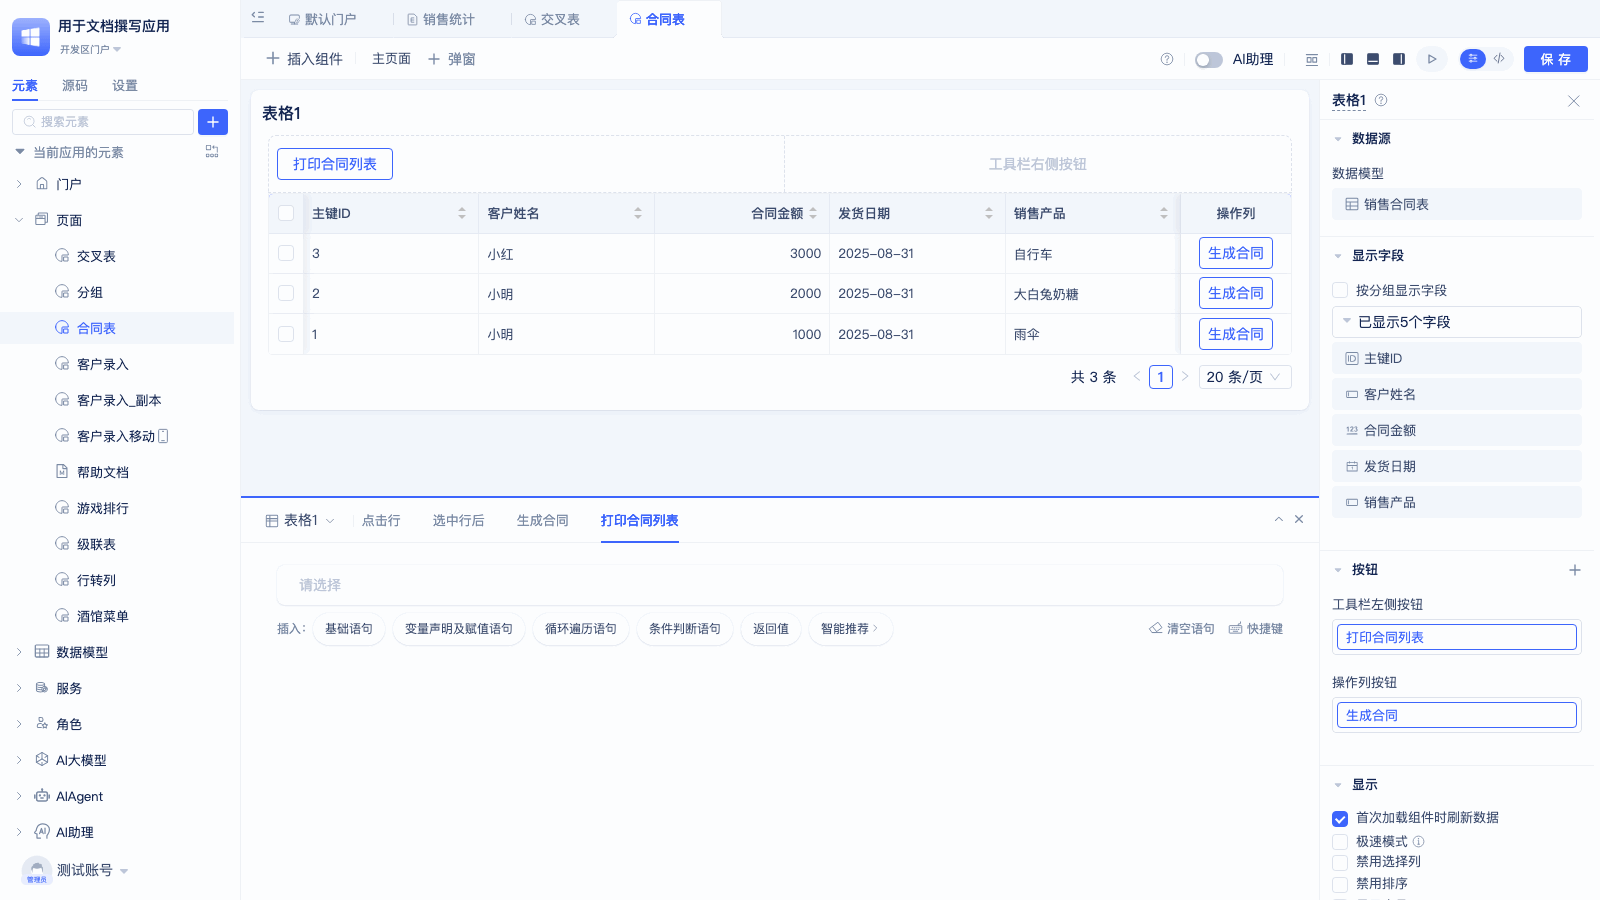 用于文档撰写应用
开发区门户
元素 源码 设置
搜索元素
当前应用的元素
门户
页面
交叉表
分组
合同表
客户录入
客户录入_副本
客户录入移动
帮助文档
游戏排行
级联表
行转列
酒馆菜单
数据模型
服务
角色
AI大模型
AIAgent
AI助理
测试账号
管理员
默认门户 销售统计 交叉表 合同表
插入组件 主页面 弹窗 AI助理 保存
表格1
打印合同列表 工具栏右侧按钮
主键ID 客户姓名 合同金额 发货日期 销售产品 操作列
3 小红 3000 2025-08-31 自行车 生成合同
2 小明 2000 2025-08-31 大白兔奶糖 生成合同
1 小明 1000 2025-08-31 雨伞 生成合同
共 3 条 1 20 条/页
表格1 点击行 选中行后 生成合同 打印合同列表
请选择
插入: 基础语句 变量声明及赋值语句 循环遍历语句 条件判断语句 返回值 智能推荐 清空语句 快捷键
表格1
数据源
数据模型
销售合同表
显示字段
按分组显示字段
已显示5个字段
主键ID
客户姓名
123 合同金额
发货日期
销售产品
按钮
工具栏左侧按钮
打印合同列表
操作列按钮
生成合同
显示
首次加载组件时刷新数据
极速模式
禁用选择列
禁用排序